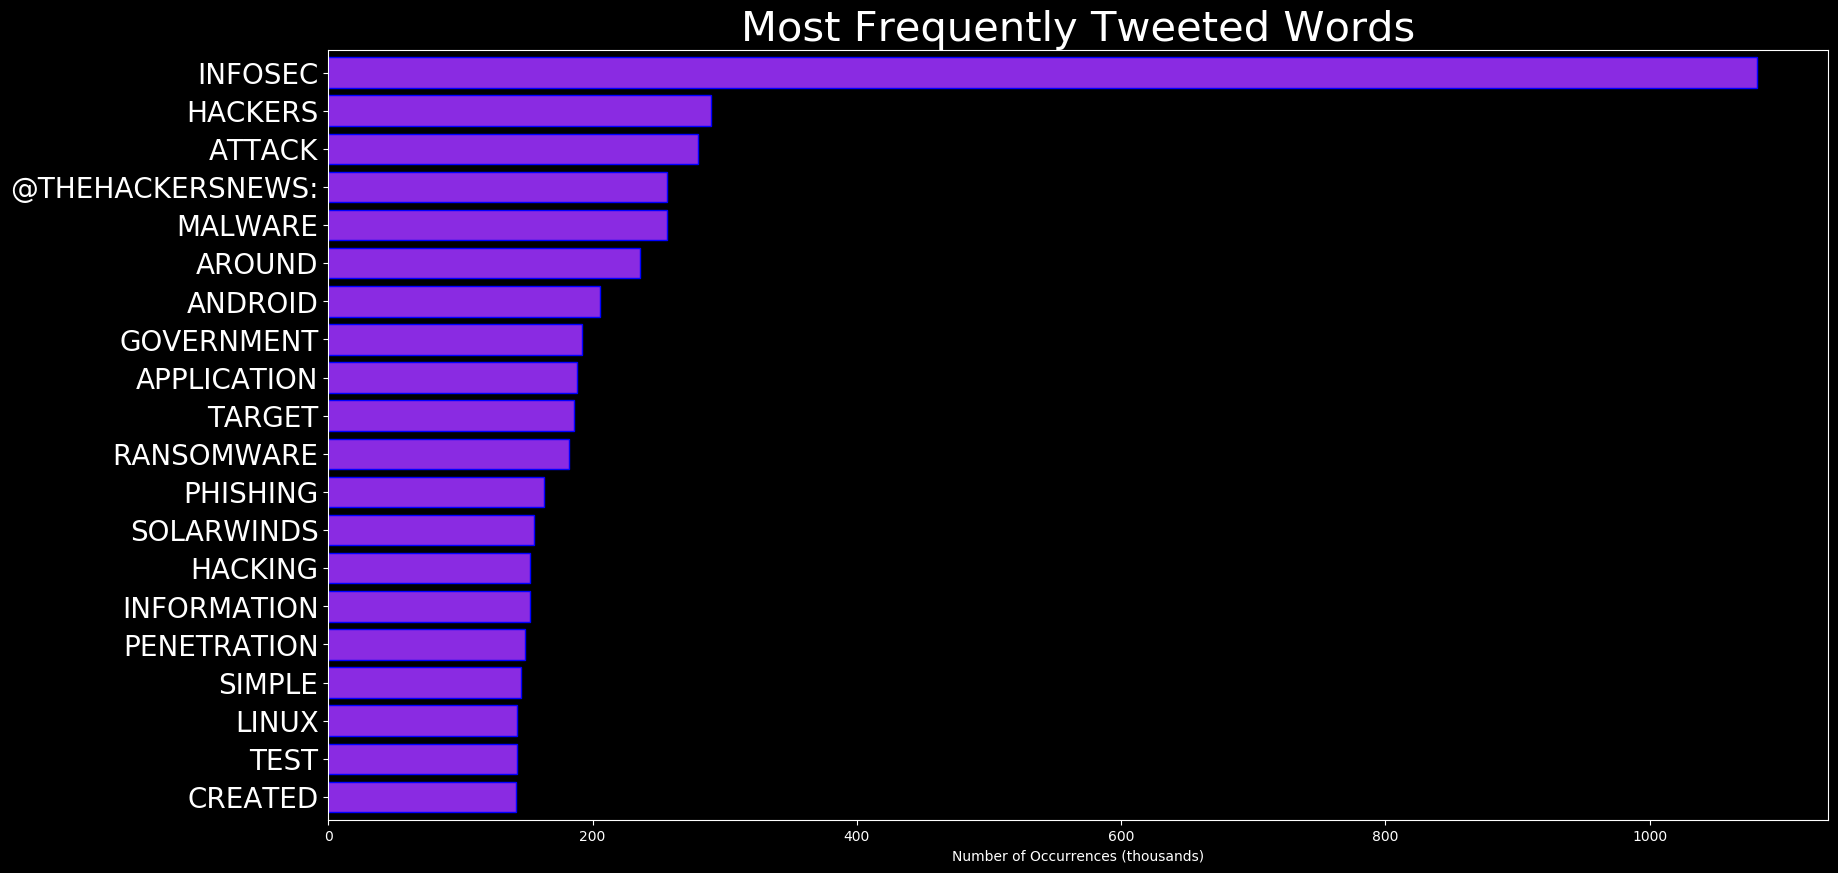 Most Frequently Tweeted Words
INFOSEC
HACKERS
ATTACK
@THEHACKERSNEWS:
MALWARE
AROUND
ANDROID
GOVERNMENT
APPLICATION
TARGET
RANSOMWARE
PHISHING
SOLARWINDS
HACKING
INFORMATION
PENETRATION
SIMPLE
LINUX
TEST
CREATED
0 200 400 600 800 1000
Number of Occurrences (thousands)